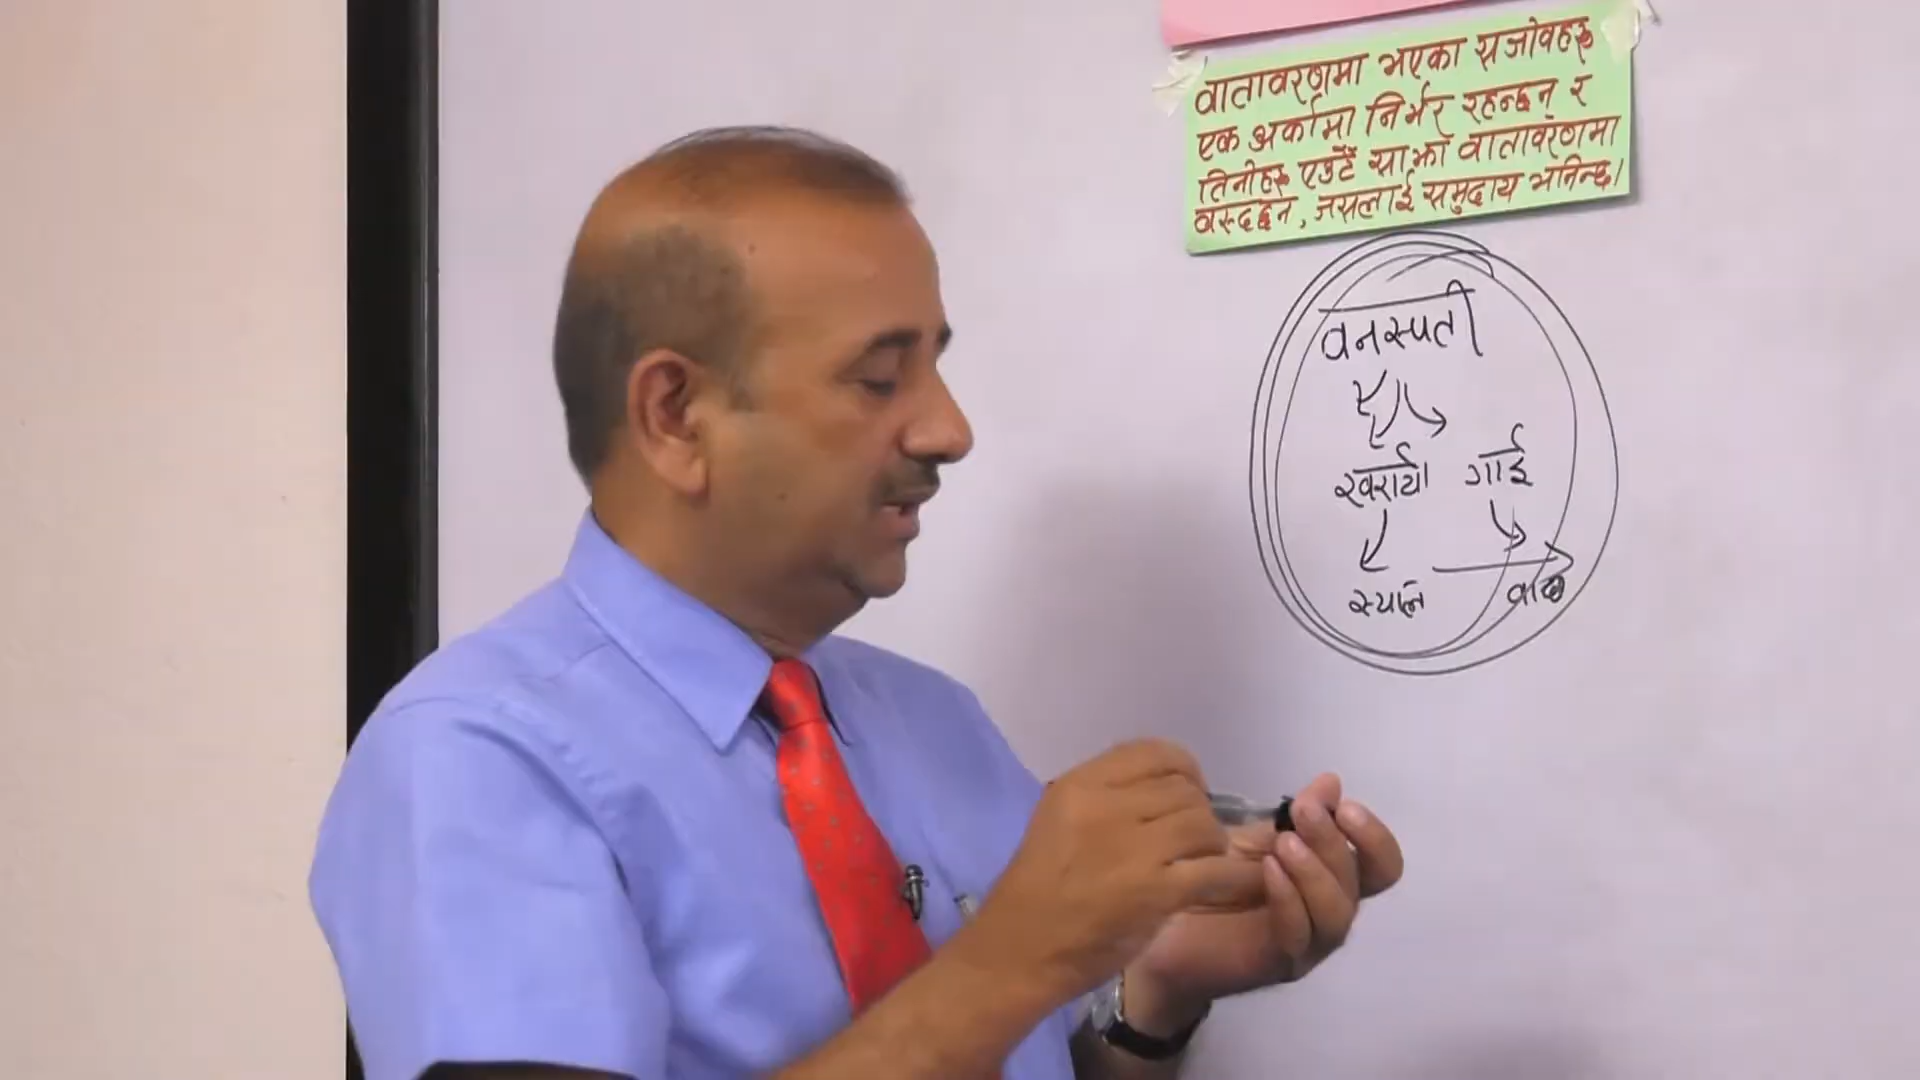 वातावरणमा भएका सजीवहरू
एक अर्कामा निर्भर रहन्छन् र
तिनीहरू एउटै साझा वातावरणमा
बस्दछन, जसलाई समुदाय भनिन्छ।
वनस्पती
खरायो गाई
स्याल बाघ